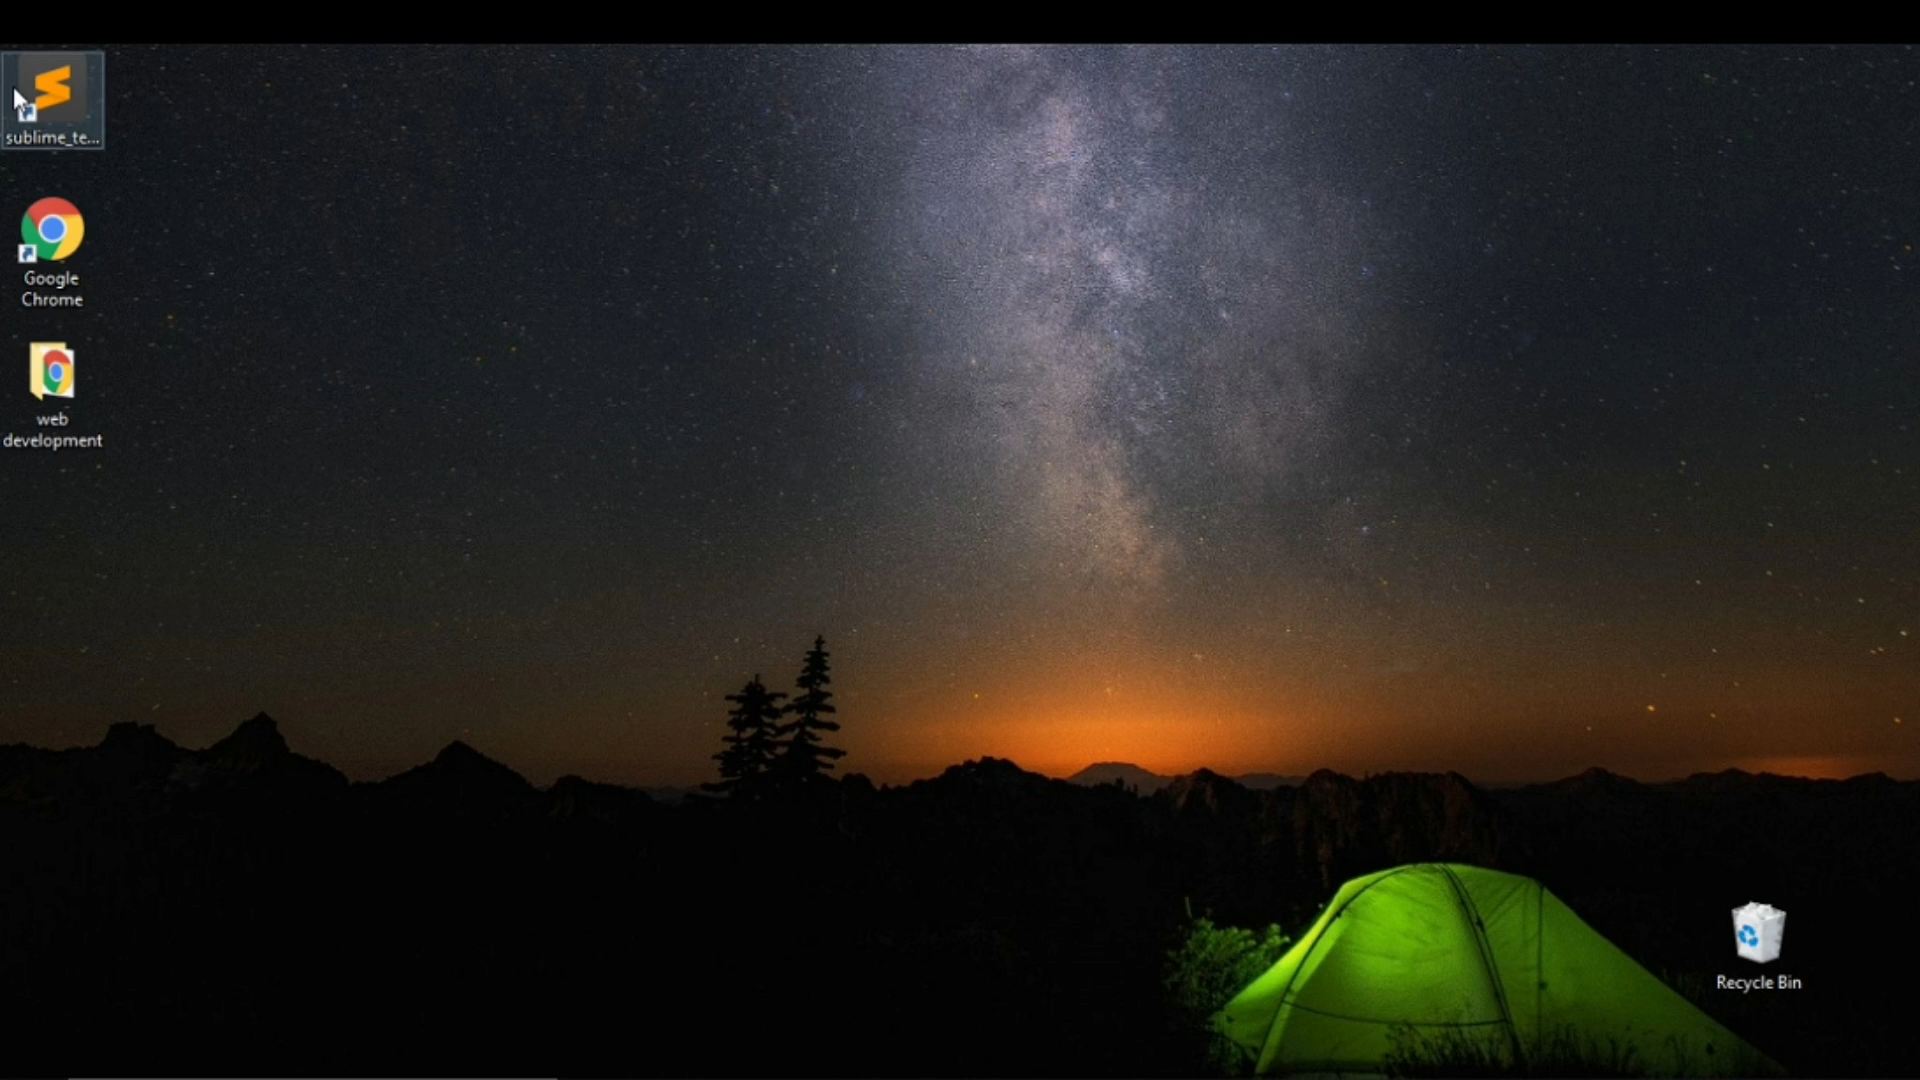 sublime_te...
Google
Chrome
web
development
Recycle Bin